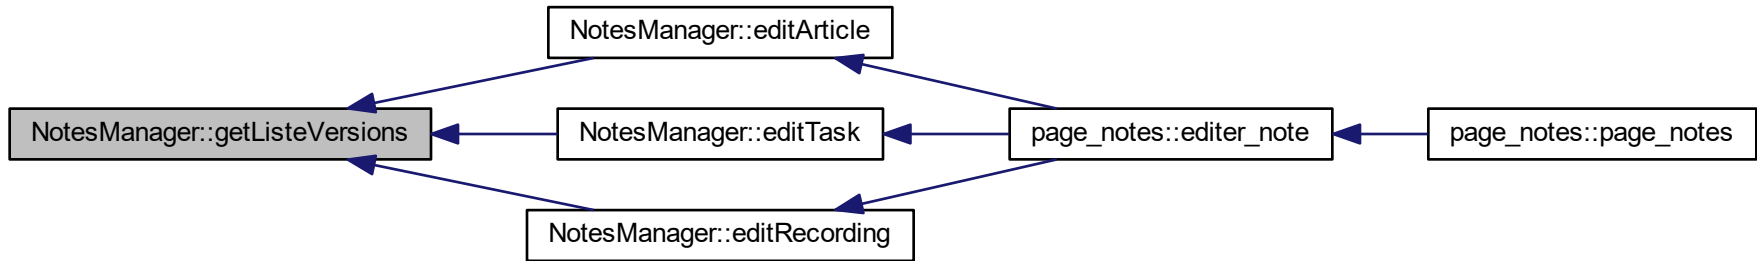 NotesManager::editArticle
NotesManager::getListeVersions
NotesManager::editTask
page_notes::editer_note
page_notes::page_notes
NotesManager::editRecording